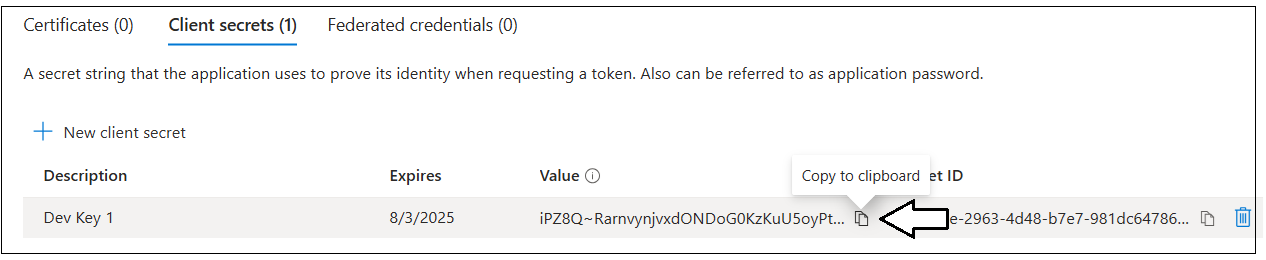 Certificates (0) Client secrets (1) Federated credentials (0)
A secret string that the application uses to prove its identity when requesting a token. Also can be referred to as application password.
New client secret
Description Expires Value et ID
Copy to clipboard
Dev Key 1 8/3/2025 iPZ8Q~RarnvynjvxdONDoG0KzKuU5oyPt... e-2963-4d48-b7e7-981dc64786...